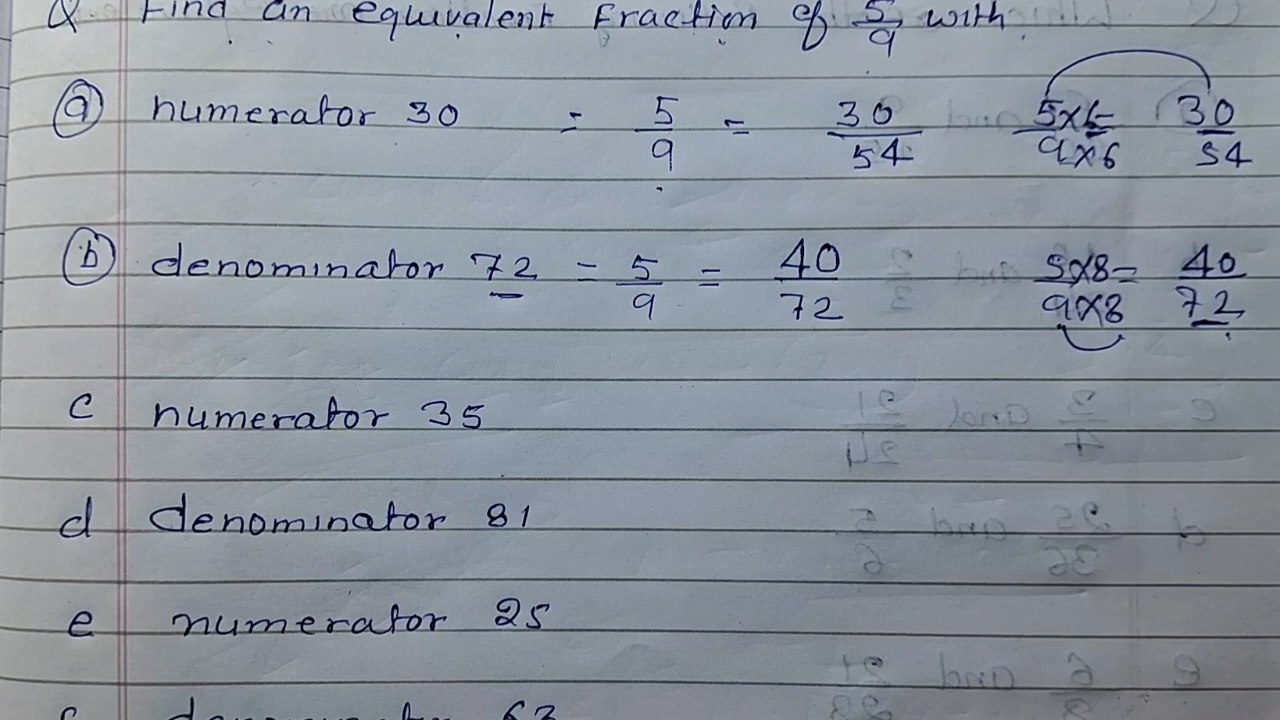 Q Find an equivalent Fraction of 5/9 with
(a) numerator 30 = 5/9 = 30/54 5×6/9×6 = 30/54
(b) denominator 72 = 5/9 = 40/72 5×8/9×8 = 40/72
c numerator 35
d denominator 81
e numerator 25
f denominator 63